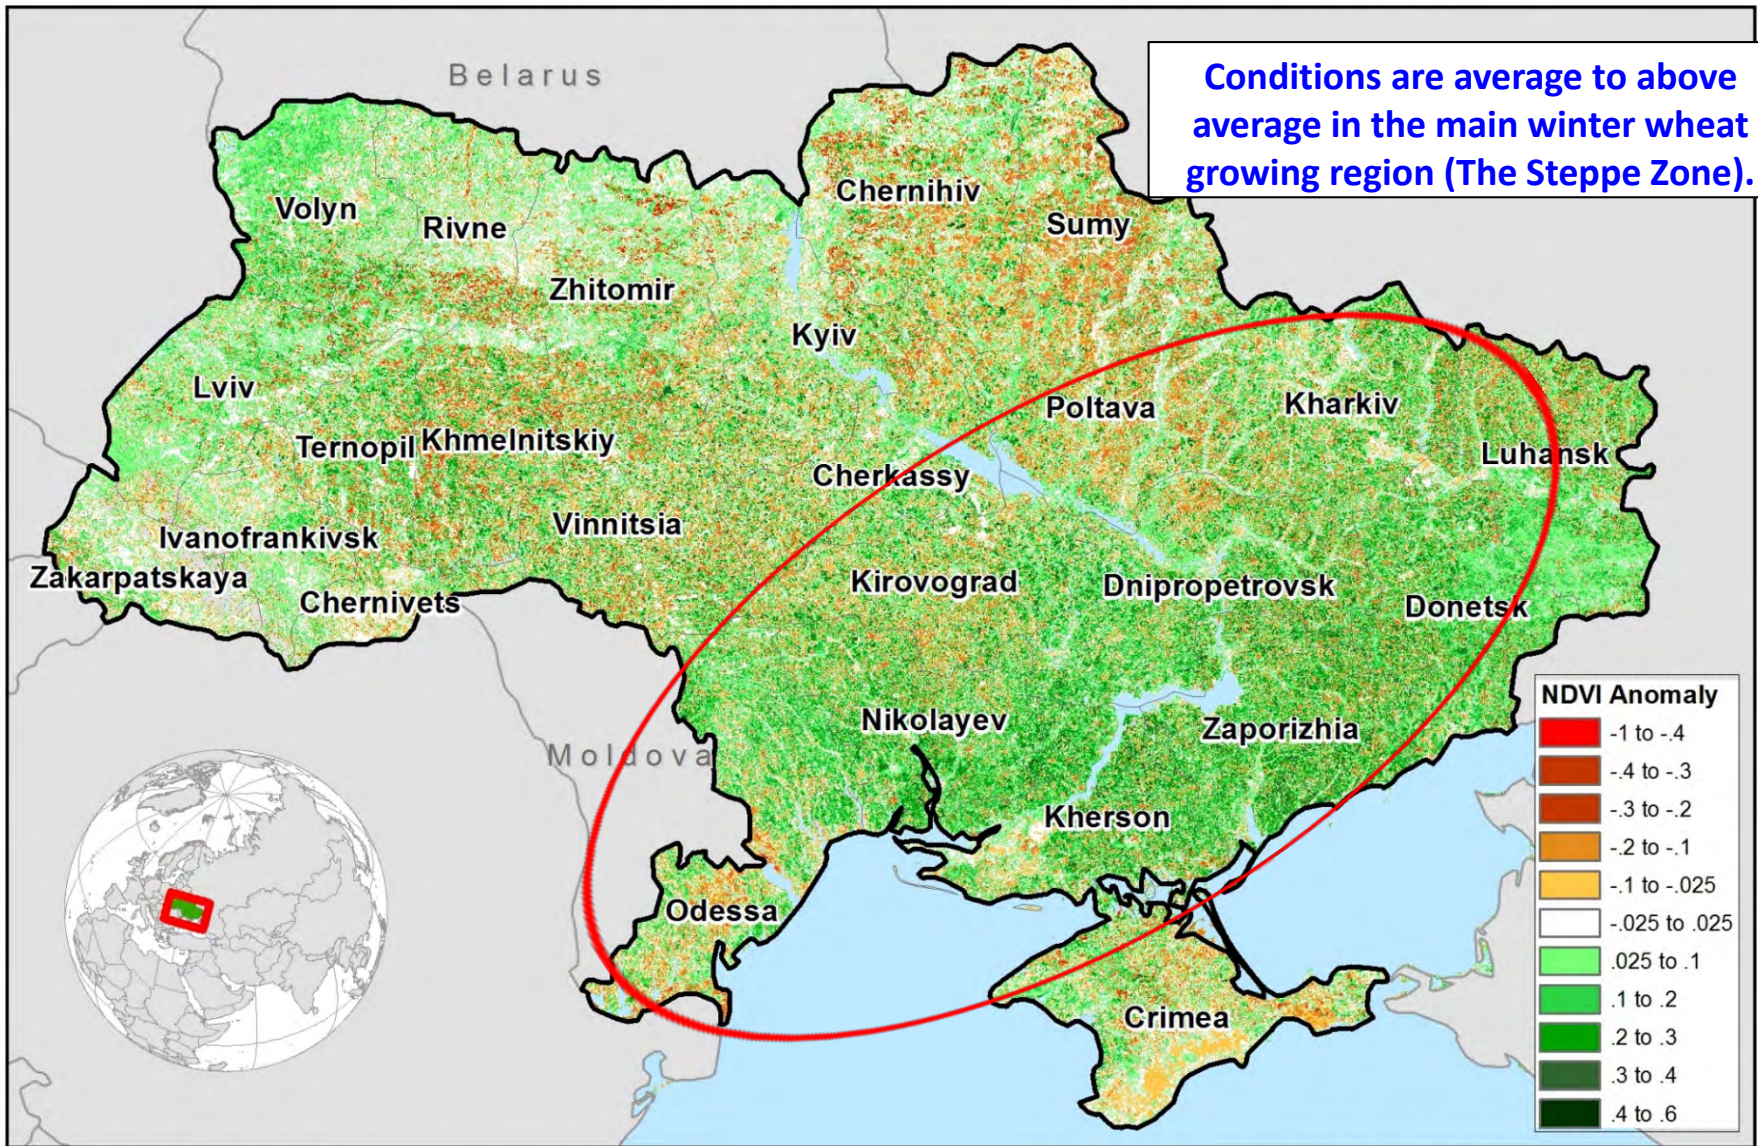 Belarus
Conditions are average to above
average in the main winter wheat
growing region (The Steppe Zone).
Chernihiv
Volyn
Rivne
Sumy
Zhitomir
Kyiv
Lviv
Poltava
Kharkiv
Ternopil
Khmelnitskiy
Luhansk
Cherkassy
Vinnitsia
Ivanofrankivsk
Zakarpatskaya
Kirovograd
Dnipropetrovsk
Chernivets
Donetsk
Nikolayev
Zaporizhia
Moldova
Kherson
Odessa
Crimea
NDVI Anomaly
-1 to -.4
-.4 to -.3
-.3 to -.2
-.2 to -.1
-.1 to -.025
-.025 to .025
.025 to .1
.1 to .2
.2 to .3
.3 to .4
.4 to .6